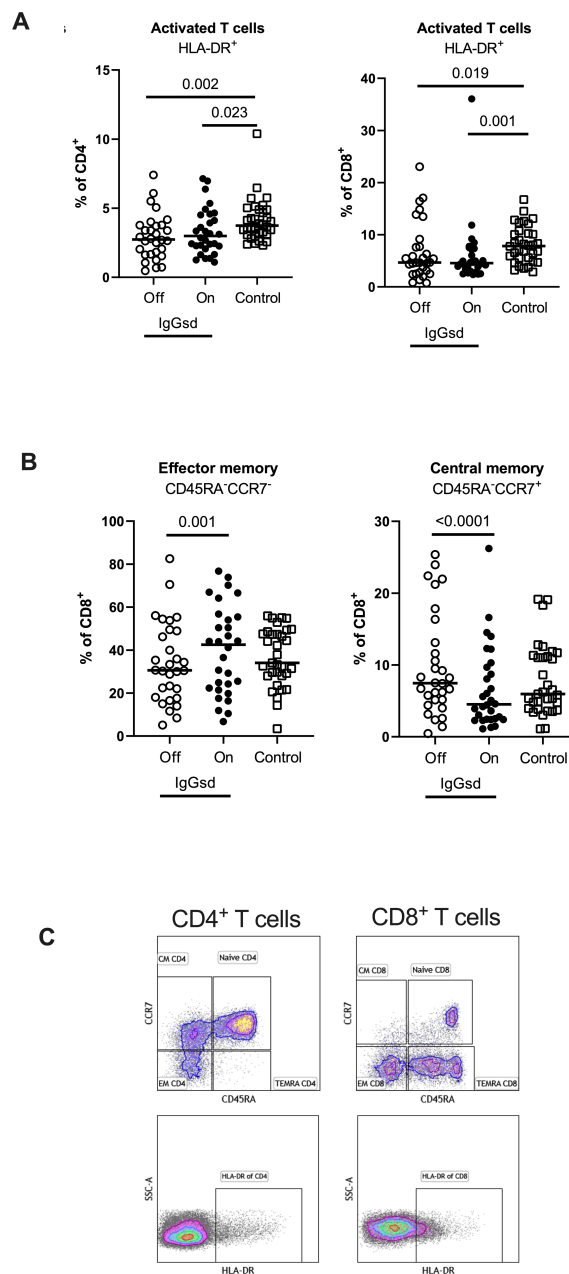 A
Activated T cells
HLA-DR⁺
0.002
0.023
% of CD4⁺
15
10
5
0
Off
On
Control
IgGsd
Activated T cells
HLA-DR⁺
0.019
0.001
% of CD8⁺
40
30
20
10
0
Off
On
Control
IgGsd
B
Effector memory
CD45RA⁻CCR7⁻
0.001
% of CD8⁺
100
80
60
40
20
0
Off
On
Control
IgGsd
Central memory
CD45RA⁻CCR7⁺
<0.0001
% of CD8⁺
30
20
10
0
Off
On
Control
IgGsd
C
CD4⁺ T cells
CM CD4
Naive CD4
CCR7
EM CD4
TEMRA CD4
CD45RA
CD8⁺ T cells
CM CD8
Naive CD8
CCR7
EM CD8
TEMRA CD8
CD45RA
SSC-A
HLA-DR of CD4
HLA-DR
SSC-A
HLA-DR of CD8
HLA-DR